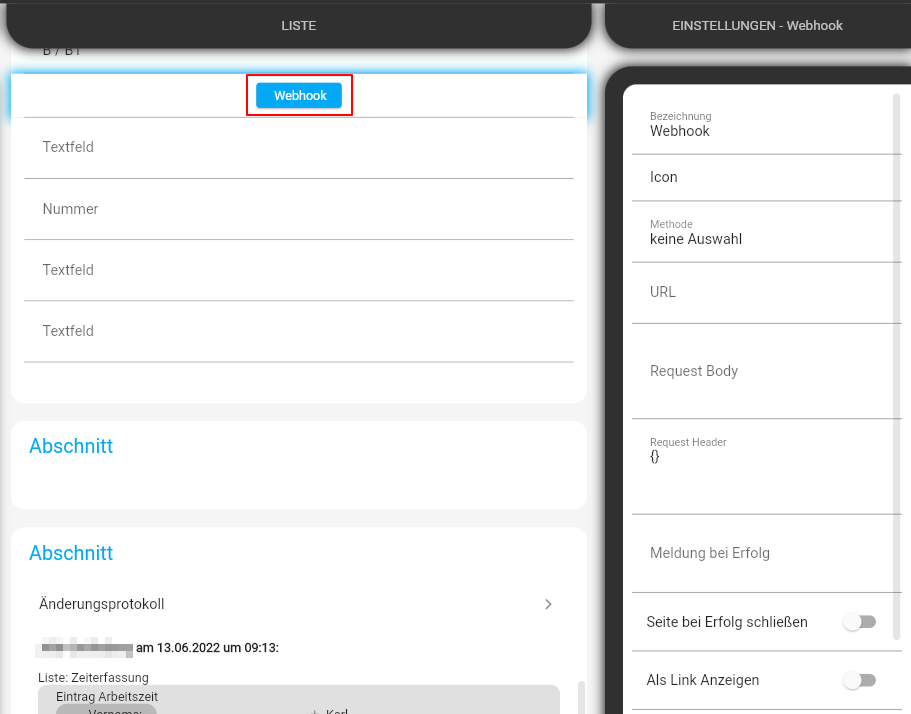 LISTE
B / B1
Webhook
Textfeld
Nummer
Textfeld
Textfeld
Abschnitt
Abschnitt
Änderungsprotokoll
am 13.06.2022 um 09:13:
Liste: Zeiterfassung
Eintrag Arbeitszeit
Vorname:
+ Karl
EINSTELLUNGEN - Webhook
Bezeichnung
Webhook
Icon
Methode
keine Auswahl
URL
Request Body
Request Header
{}
Meldung bei Erfolg
Seite bei Erfolg schließen
Als Link Anzeigen